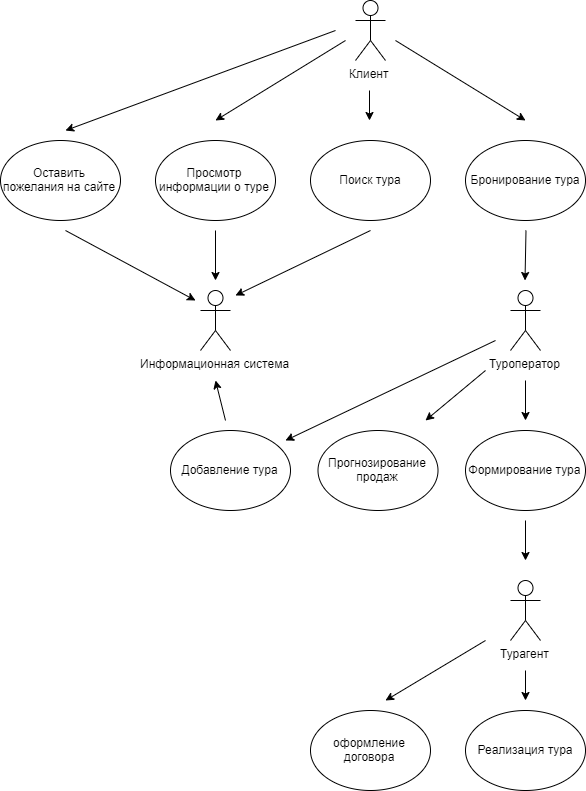 Клиент
Оставить
пожелания на сайте
Просмотр
информации о туре
Поиск тура
Бронирование тура
Информационная система
Туроператор
Добавление тура
Прогнозирование
продаж
Формирование тура
Турагент
оформление
договора
Реализация тура